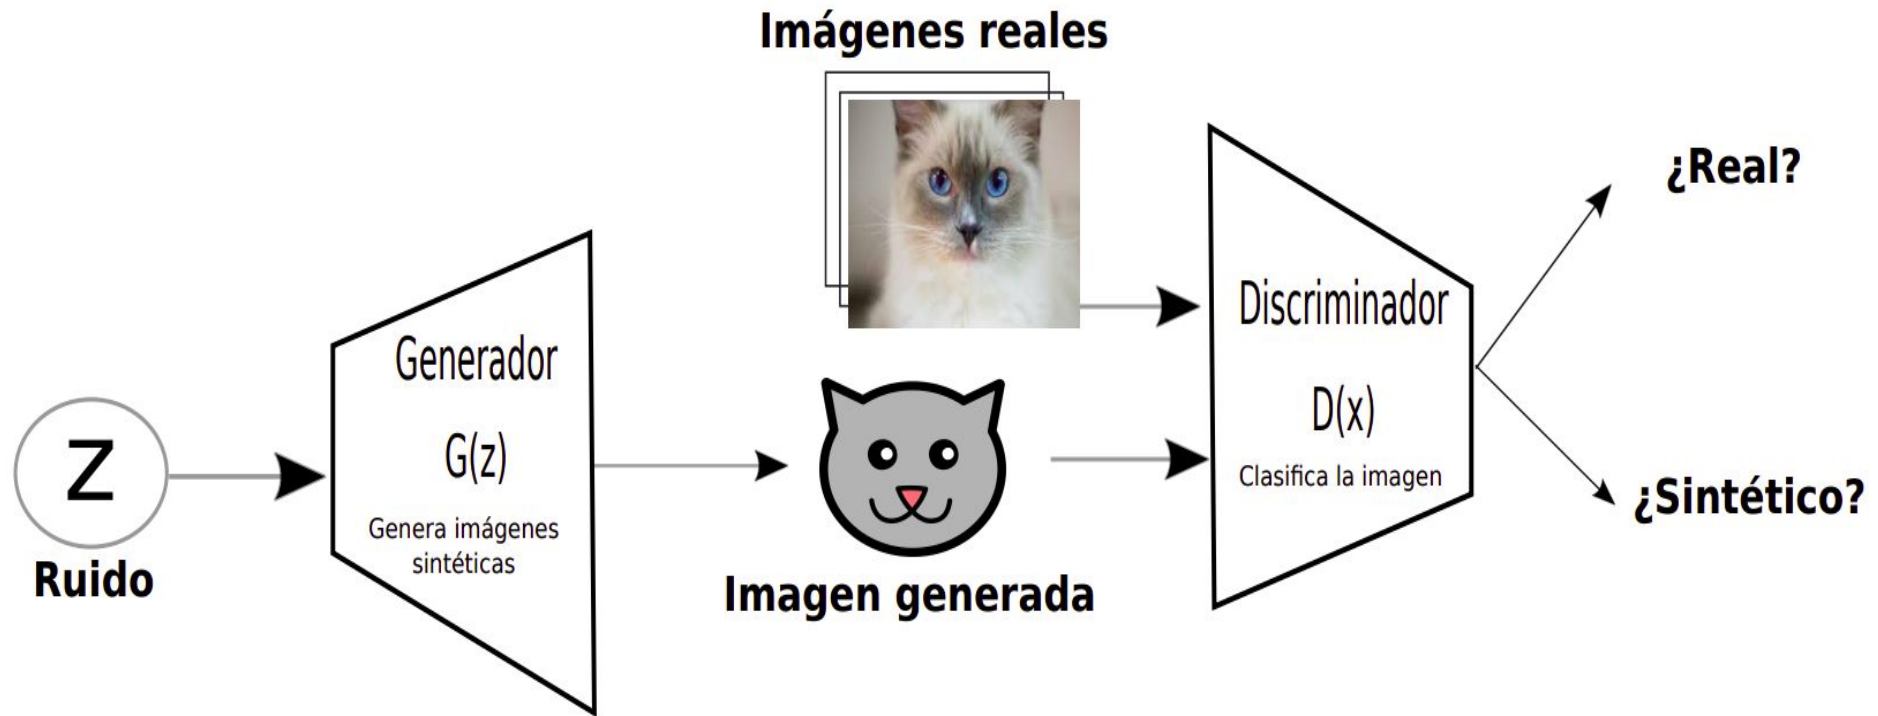 Imágenes reales
¿Real?
Generador
G(z)
Genera imágenes
sintéticas
Z
Ruido
Discriminador
D(x)
Clasifica la imagen
¿Sintético?
Imagen generada